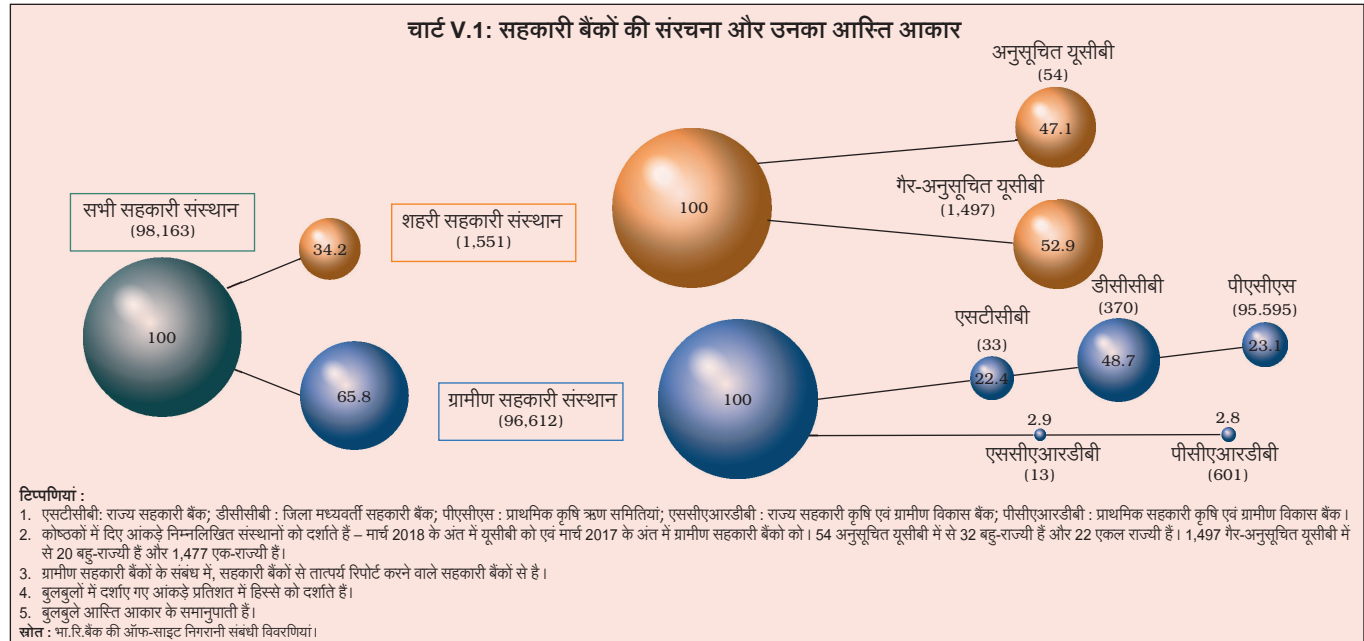 चार्ट V.1: सहकारी बैंकों की संरचना और उनका आस्ति आकार
अनुसूचित यूसीबी
(54)
47.1
गैर-अनुसूचित यूसीबी
(1,497)
52.9
100
सभी सहकारी संस्थान
(98,163)
शहरी सहकारी संस्थान
(1,551)
34.2
100
65.8
ग्रामीण सहकारी संस्थान
(96,612)
100
एसटीसीबी
(33)
22.4
डीसीसीबी
(370)
48.7
पीएसीएस
(95.595)
23.1
2.9
एससीएआरडीबी
(13)
2.8
पीसीएआरडीबी
(601)
टिप्पणियां :
1. एसटीसीबी: राज्य सहकारी बैंक; डीसीसीबी : जिला मध्यवर्ती सहकारी बैंक; पीएसीएस : प्राथमिक कृषि ऋण समितियां; एससीएआरडीबी : राज्य सहकारी कृषि एवं ग्रामीण विकास बैंक; पीसीएआरडीबी : प्राथमिक सहकारी कृषि एवं ग्रामीण विकास बैंक।
2. कोष्ठकों में दिए आंकड़े निम्नलिखित संस्थानों को दर्शाते हैं – मार्च 2018 के अंत में यूसीबी को एवं मार्च 2017 के अंत में ग्रामीण सहकारी बैंकों को। 54 अनुसूचित यूसीबी में से 32 बहु-राज्यी हैं और 22 एकल राज्यी हैं। 1,497 गैर-अनुसूचित यूसीबी में
से 20 बहु-राज्यी हैं और 1,477 एक-राज्यी हैं।
3. ग्रामीण सहकारी बैंकों के संबंध में, सहकारी बैंकों से तात्पर्य रिपोर्ट करने वाले सहकारी बैंकों से है।
4. बुलबुलों में दर्शाए गए आंकड़े प्रतिशत में हिस्से को दर्शाते हैं।
5. बुलबुले आस्ति आकार के समानुपाती हैं।
स्रोत : भा.रि.बैंक की ऑफ-साइट निगरानी संबंधी विवरणियां।